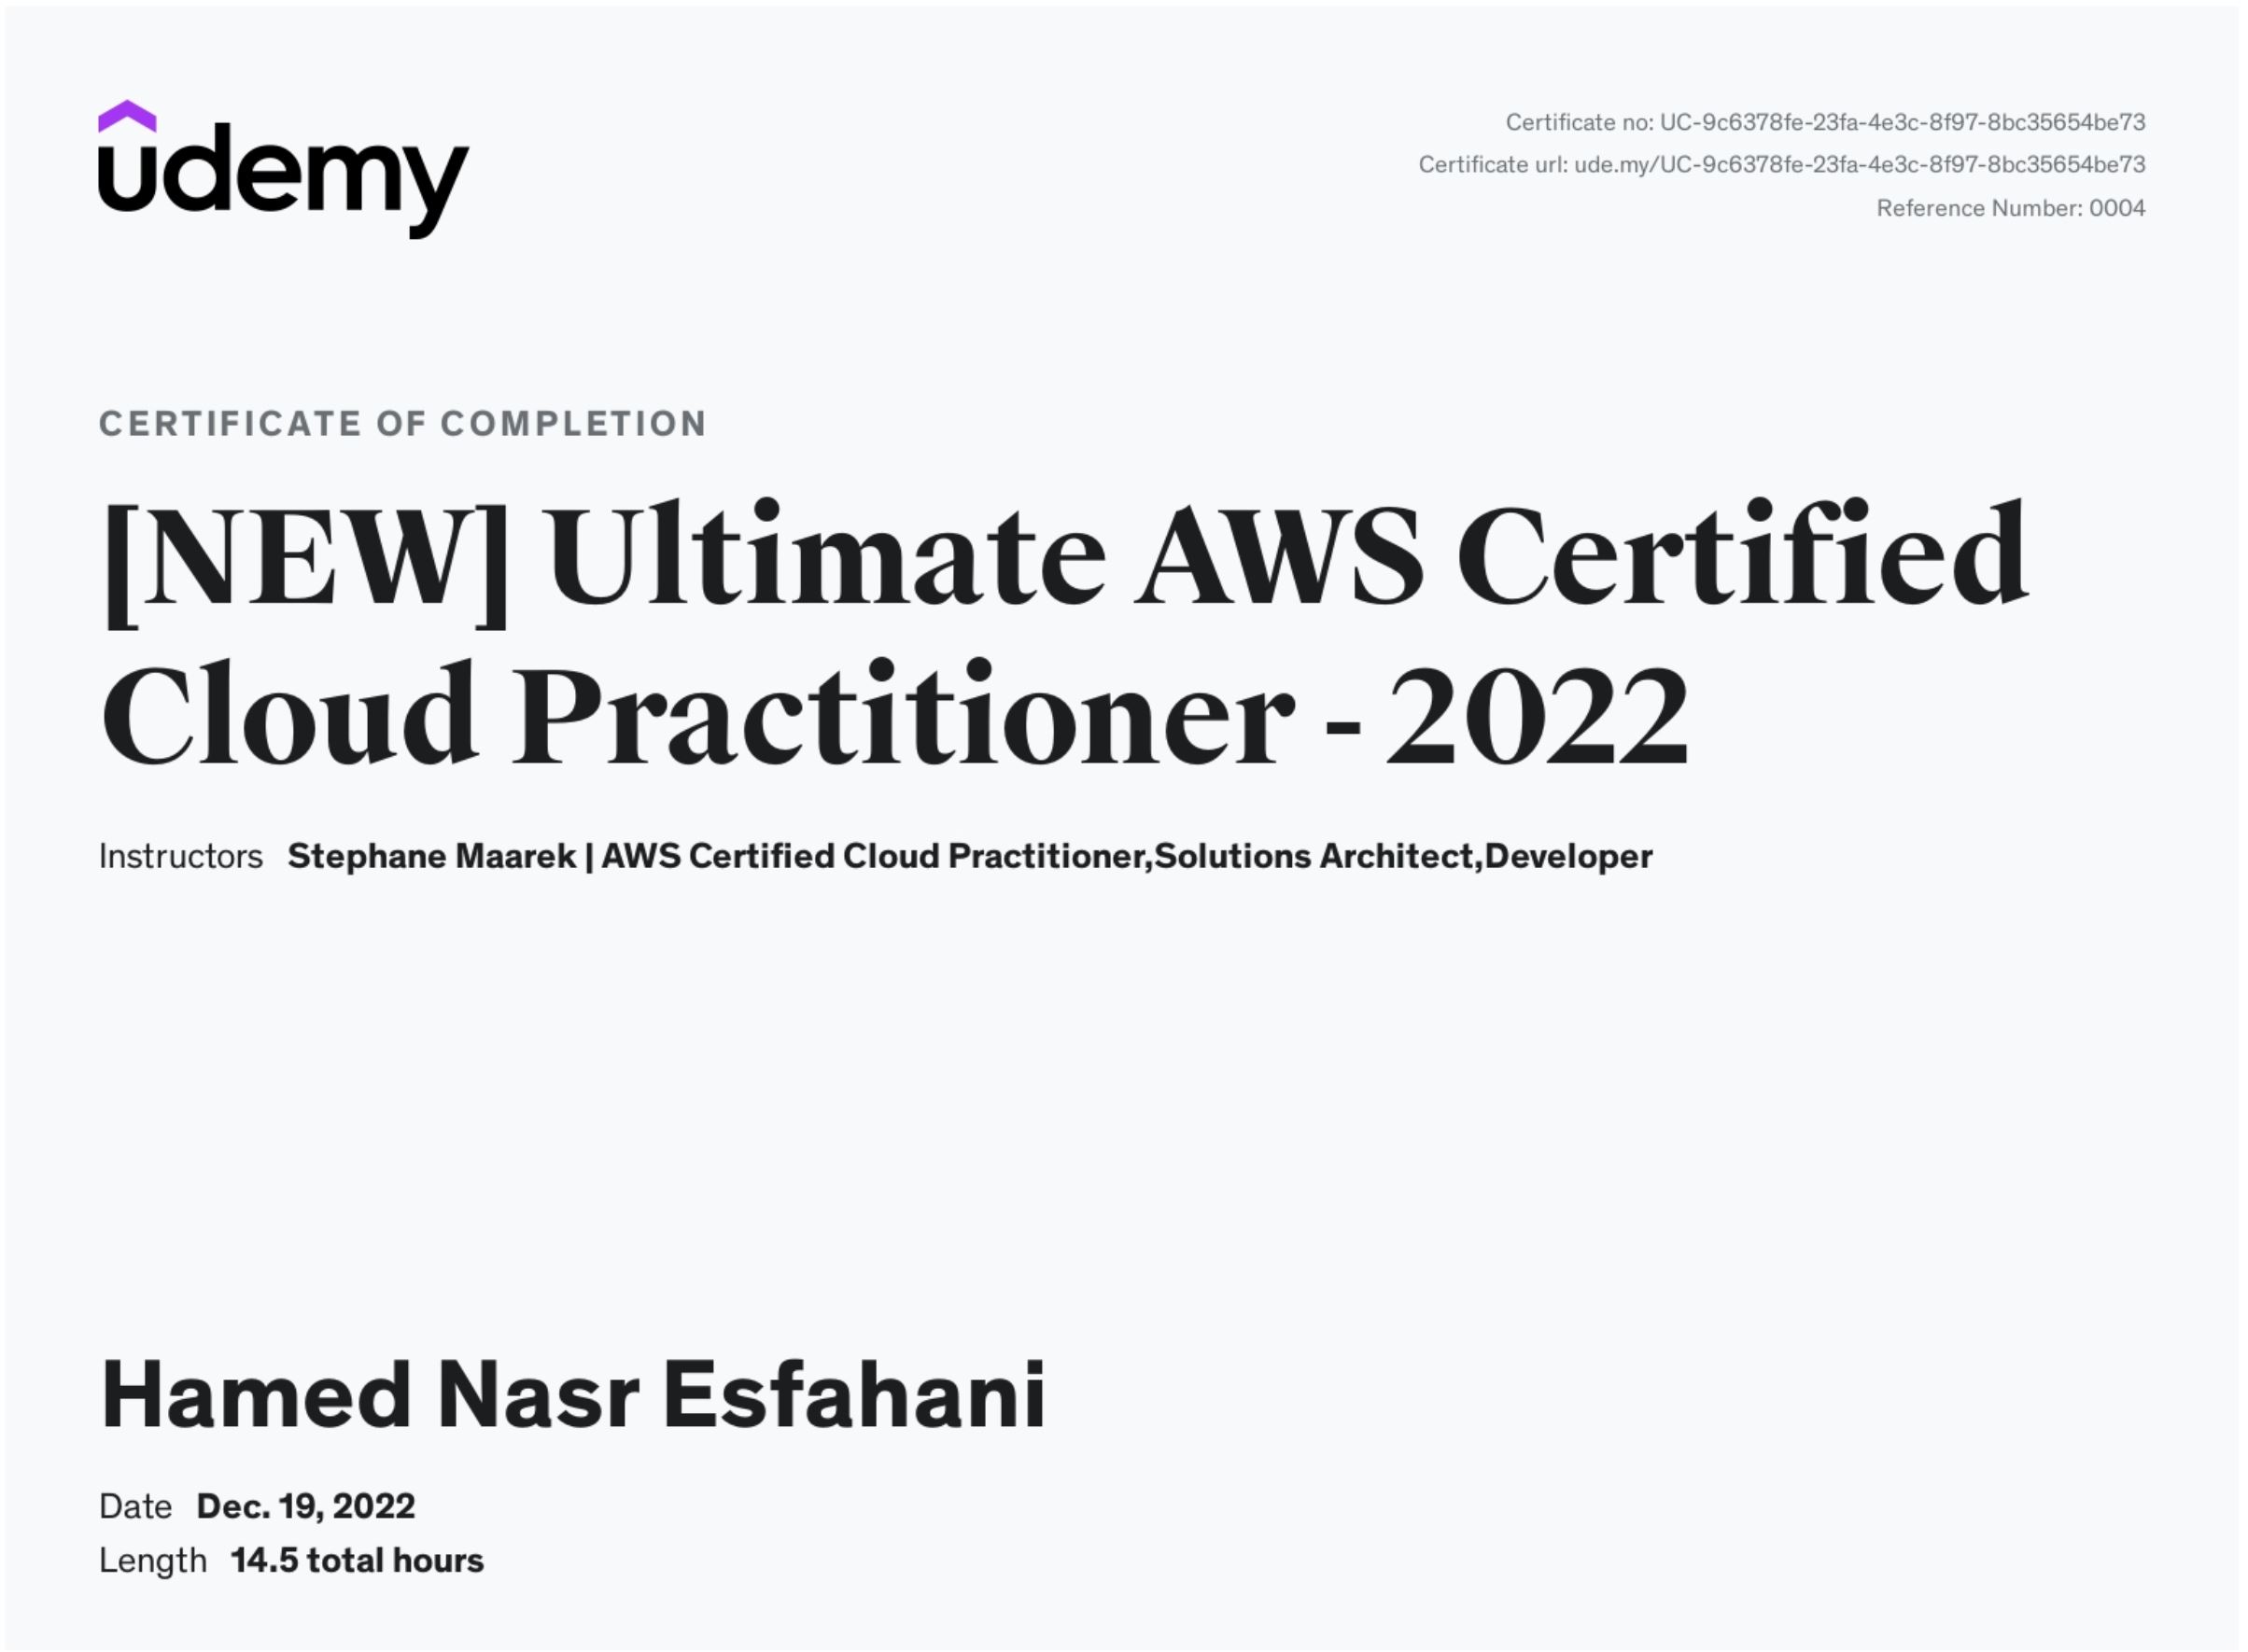 udemy
Certificate no: UC-9c6378fe-23fa-4e3c-8f97-8bc35654be73
Certificate url: ude.my/UC-9c6378fe-23fa-4e3c-8f97-8bc35654be73
Reference Number: 0004
CERTIFICATE OF COMPLETION
[NEW] Ultimate AWS Certified
Cloud Practitioner - 2022
Instructors Stephane Maarek | AWS Certified Cloud Practitioner,Solutions Architect,Developer
Hamed Nasr Esfahani
Date Dec. 19, 2022
Length 14.5 total hours